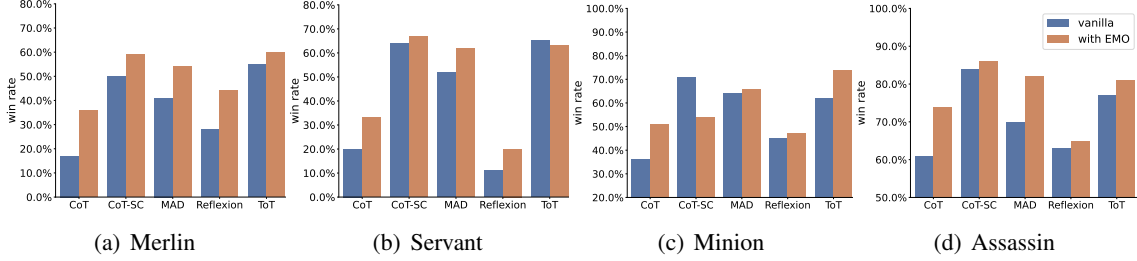 80.0%
70.0%
60.0%
50.0%
40.0%
30.0%
20.0%
10.0%
0.0%
win rate
CoT CoT-SC MAD Reflexion ToT
(a) Merlin
80.0%
70.0%
60.0%
50.0%
40.0%
30.0%
20.0%
10.0%
0.0%
win rate
CoT CoT-SC MAD Reflexion ToT
(b) Servant
100.0%
90.0%
80.0%
70.0%
60.0%
50.0%
40.0%
30.0%
20.0%
win rate
CoT CoT-SC MAD Reflexion ToT
(c) Minion
100.0%
90.0%
80.0%
70.0%
60.0%
50.0%
win rate
vanilla
with EMO
CoT CoT-SC MAD Reflexion ToT
(d) Assassin